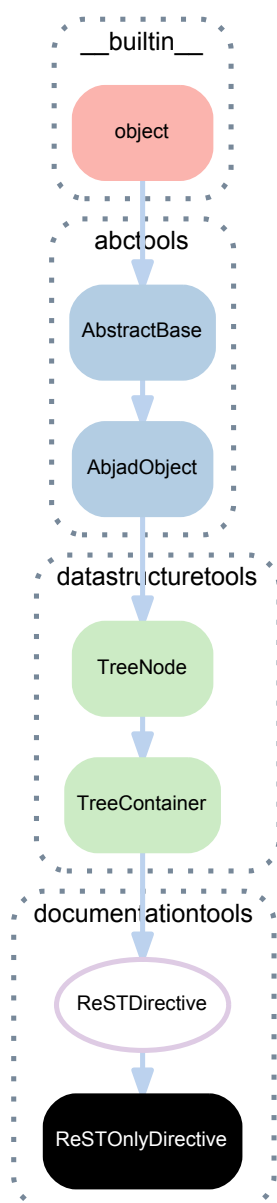 __builtin__
object
abctools
AbstractBase
AbjadObject
datastructuretools
TreeNode
TreeContainer
documentationtools
ReSTDirective
ReSTOnlyDirective